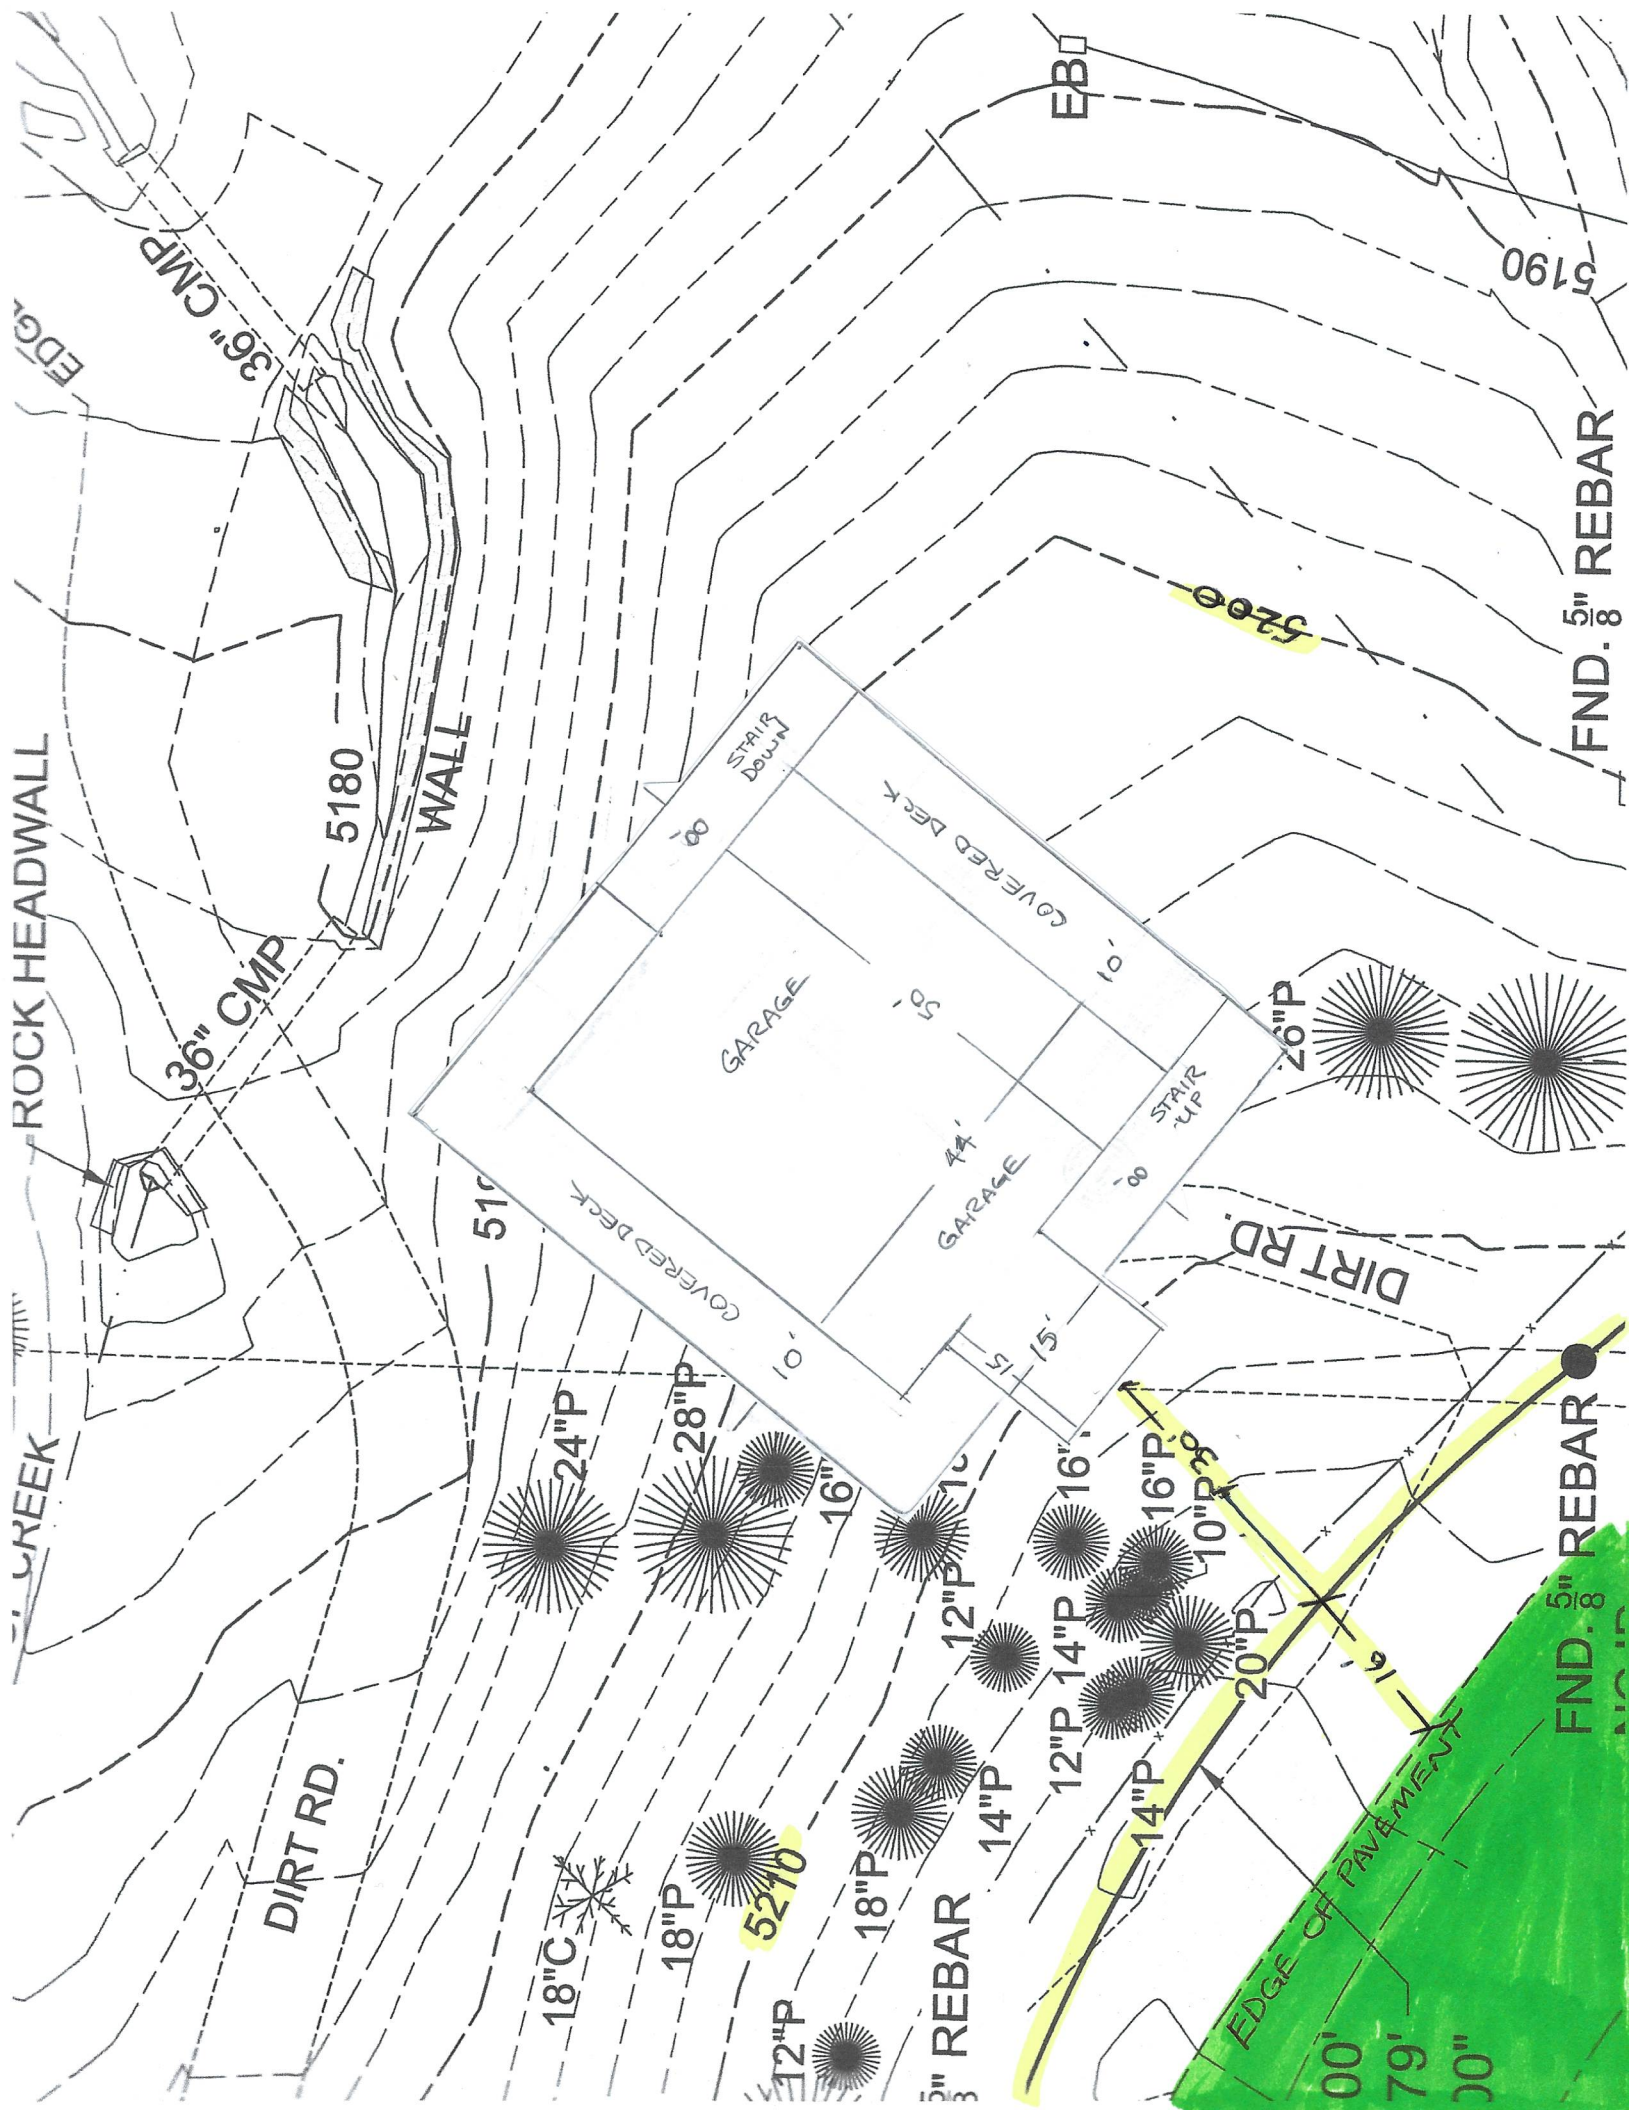 EB
36" CMP
5190
5200
FND. 5/8" REBAR
ROCK HEADWALL
5180
WALL
36" CMP
STAIR
DOWN
8'
COVERED DECK
10'
GARAGE
50'
44'
GARAGE
STAIR
UP
8'
COVERED DECK
10'
15'
15'
26"P
DIRT RD.
CREEK
24"P
28"P
16"
16"
16"P
10"P
30'
16'
12"P
14"P
20"P
12"P
14"P
14"P
18"P
5210
18"P
18"C
12"P
DIRT RD.
REBAR
FND. 5/8" REBAR
EDGE OF PAVEMENT
00'
79'
00"